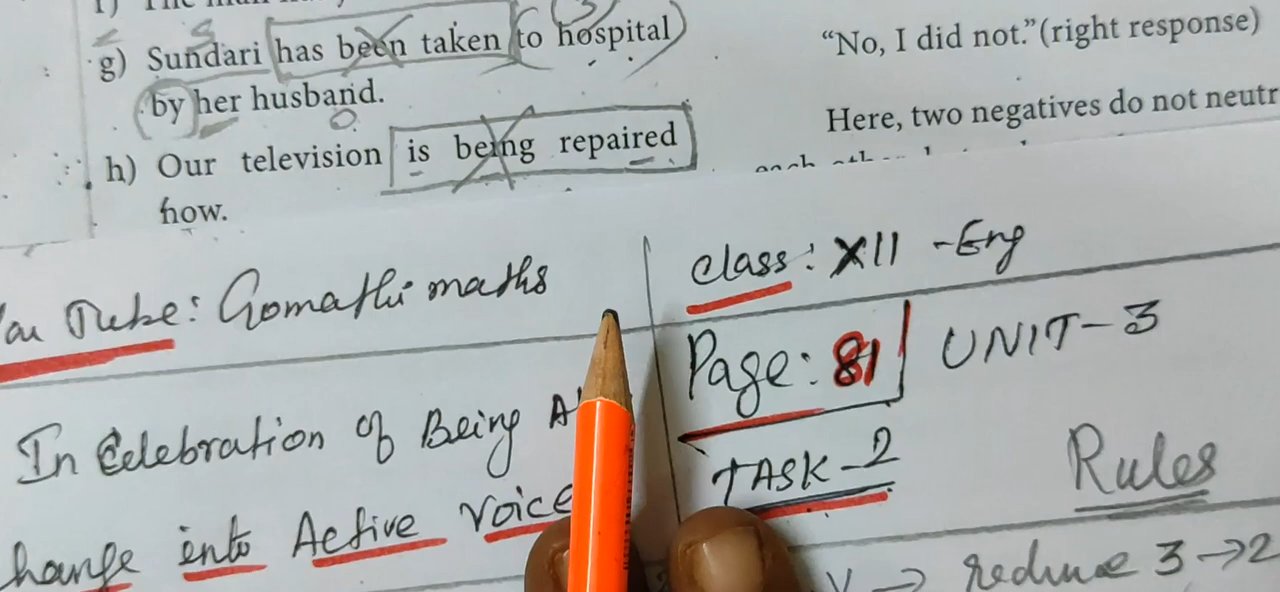 g) Sundari has been taken to hospital
by her husband.
h) Our television is being repaired
now.
"No, I did not."(right response)
Here, two negatives do not neutr
You Tube: Gomathi maths
Class: XII - Eng
Page: 81
UNIT-3
In Celebration of Being
TASK-2
Rules
hange into Active Voice
V → reduce 3→2